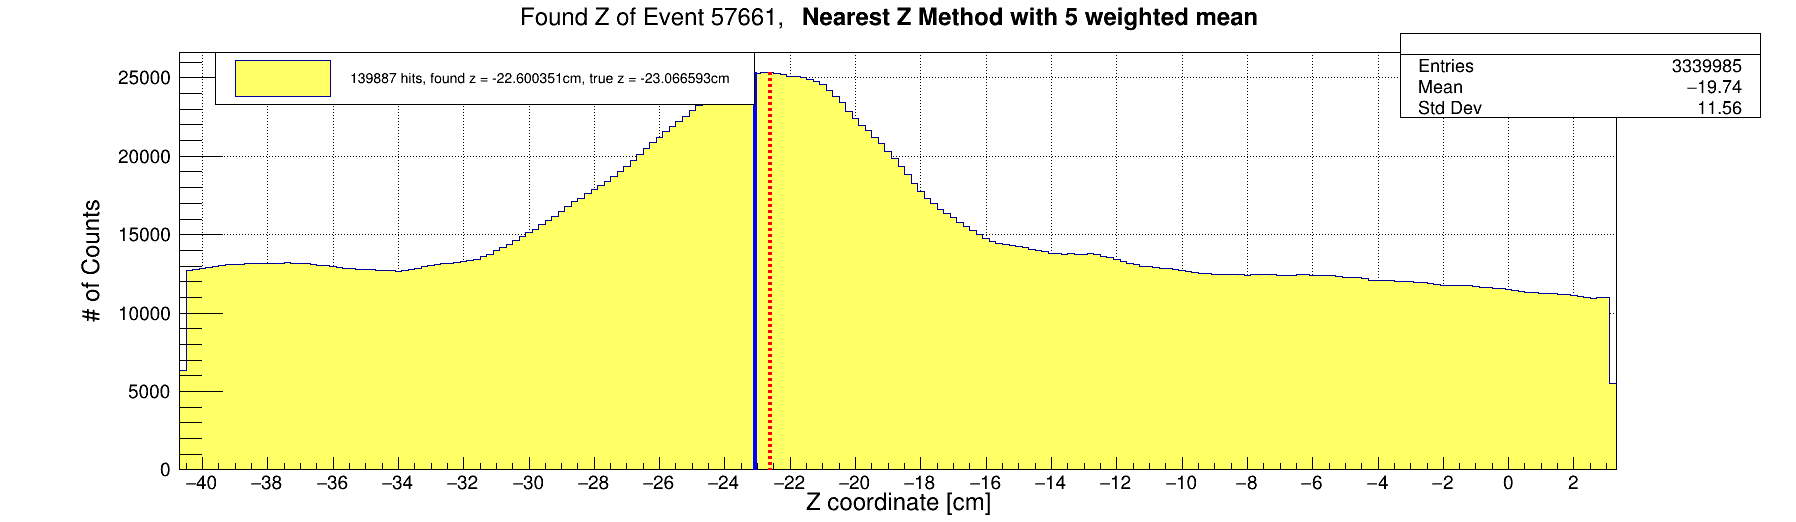 Found Z of Event 57661, Nearest Z Method with 5 weighted mean
139887 hits, found z = -22.600351cm, true z = -23.066593cm
Entries 3339985
Mean −19.74
Std Dev 11.56
# of Counts
25000
20000
15000
10000
5000
0
−40 −38 −36 −34 −32 −30 −28 −26 −24 −22 −20 −18 −16 −14 −12 −10 −8 −6 −4 −2 0 2
Z coordinate [cm]